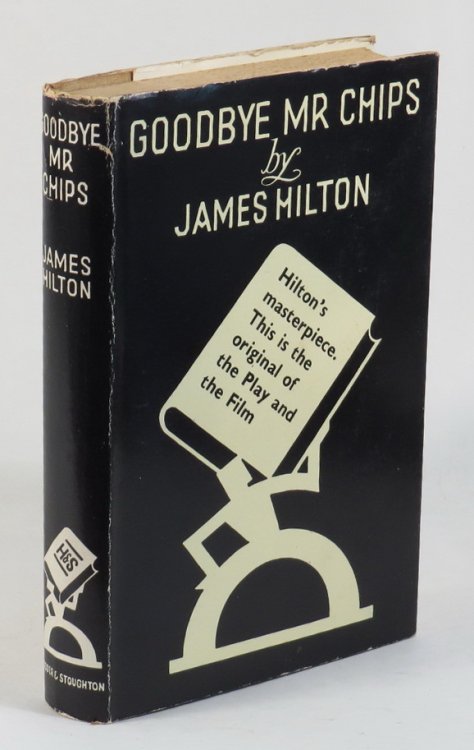 GOODBYE MR CHIPS
by
JAMES HILTON
Hilton's
masterpiece.
This is the
original of
the Play and
the Film
GOODBYE
MR
CHIPS
JAMES
HILTON
H&S
& STOUGHTON